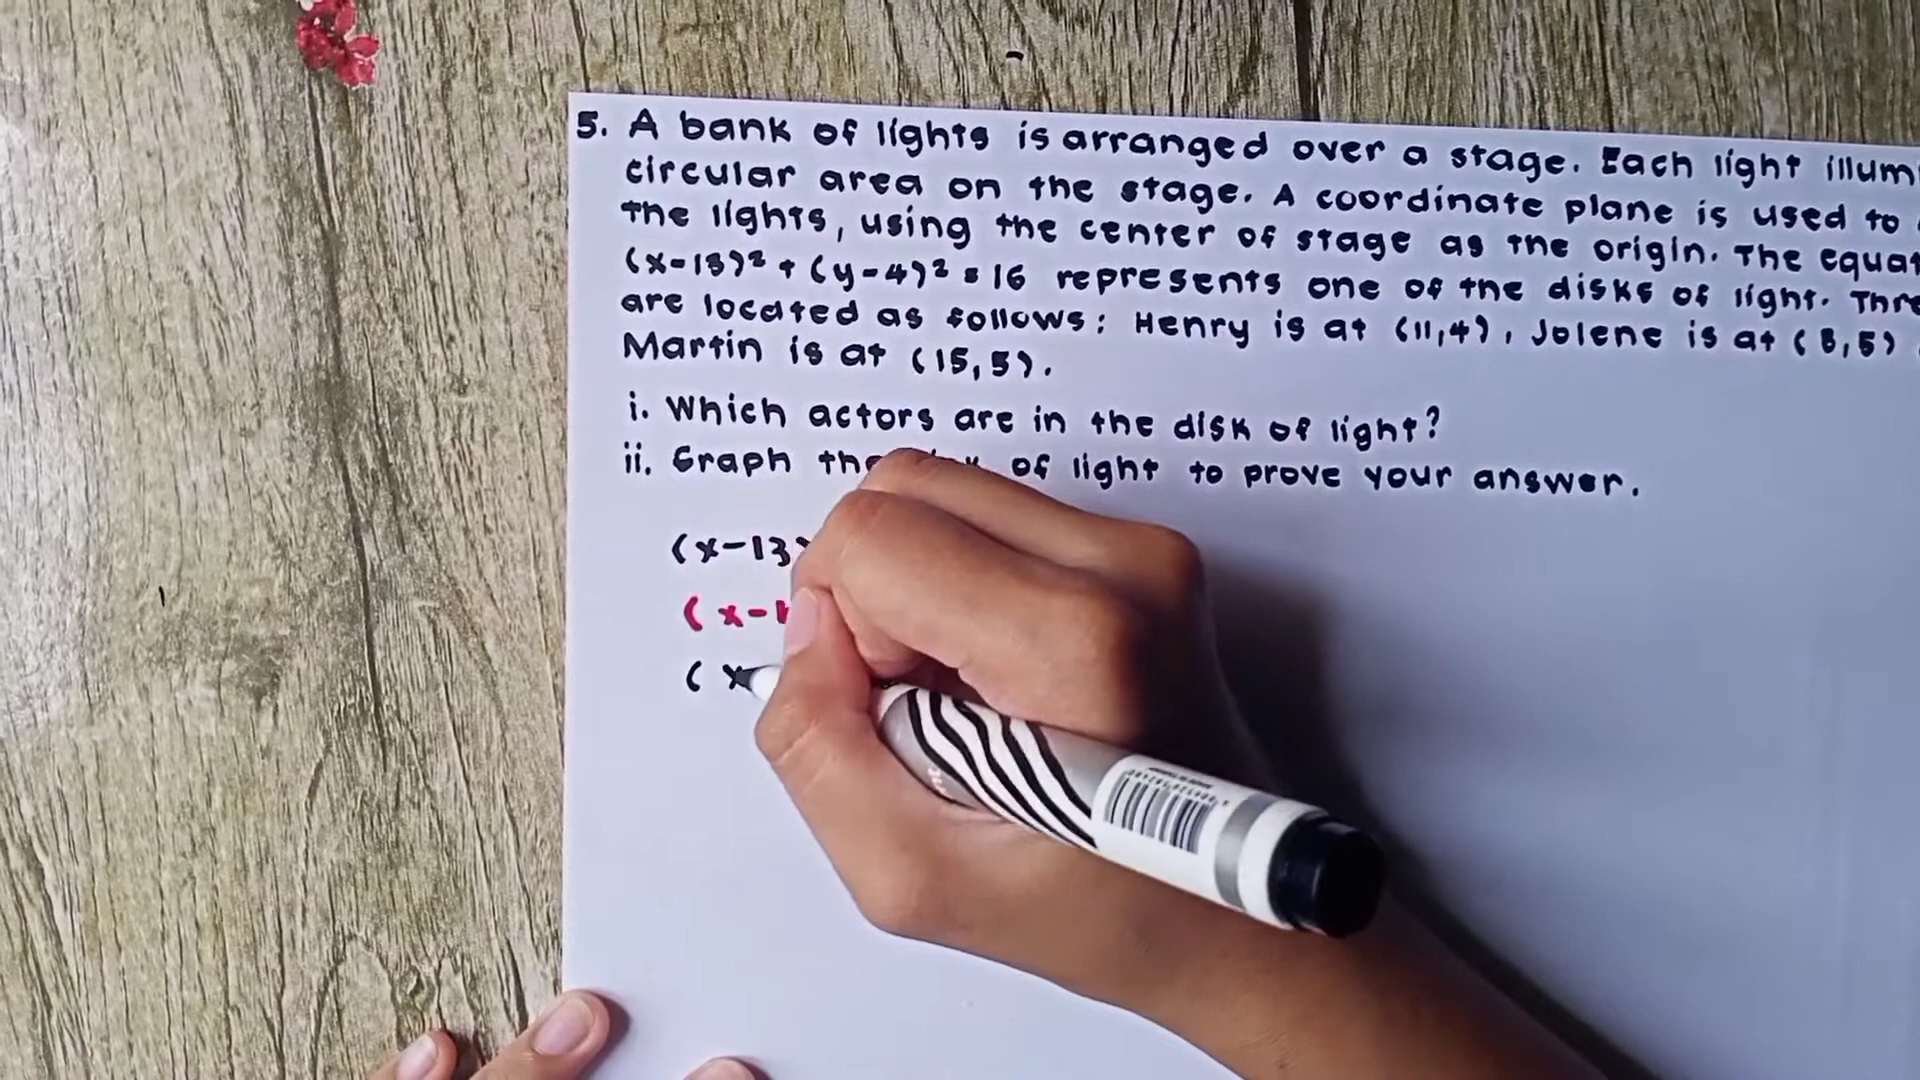 5. A bank of lights is arranged over a stage. Each light illum
circular area on the stage. A coordinate plane is used to
the lights, using the center of stage as the origin. The equat
(x-13)² + (y-4)² = 16 represents one of the disks of light. Thre
are located as follows: Henry is at (11,4), Jolene is at (8,5)
Martin is at (15,5).
i. Which actors are in the disk of light?
ii. Graph the of light to prove your answer.
(x-13)
(x-1
(x